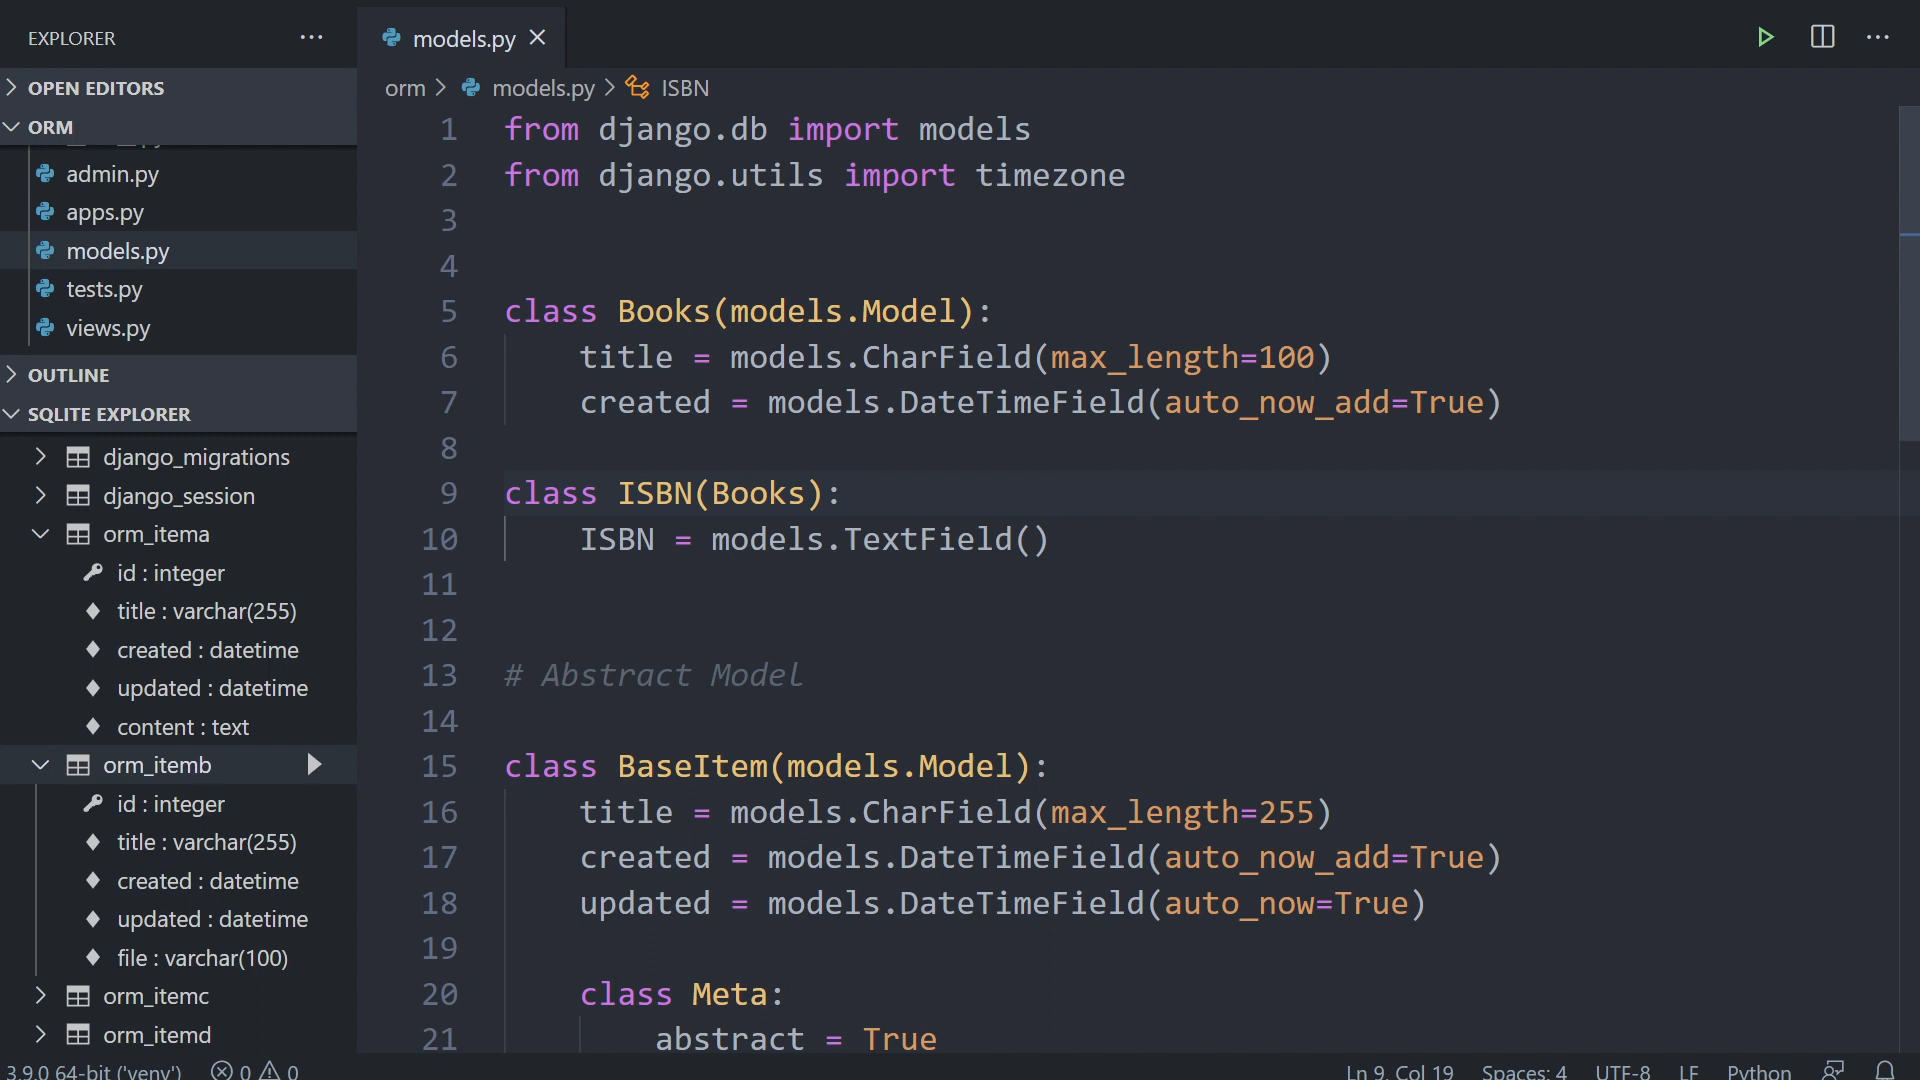 EXPLORER
OPEN EDITORS
ORM
admin.py
apps.py
models.py
tests.py
views.py
OUTLINE
SQLITE EXPLORER
django_migrations
django_session
orm_itema
id : integer
title : varchar(255)
created : datetime
updated : datetime
content : text
orm_itemb
id : integer
title : varchar(255)
created : datetime
updated : datetime
file : varchar(100)
orm_itemc
orm_itemd
models.py
orm > models.py > ISBN
1 from django.db import models
2 from django.utils import timezone
3
4
5 class Books(models.Model):
6     title = models.CharField(max_length=100)
7     created = models.DateTimeField(auto_now_add=True)
8
9 class ISBN(Books):
10     ISBN = models.TextField()
11
12
13 # Abstract Model
14
15 class BaseItem(models.Model):
16     title = models.CharField(max_length=255)
17     created = models.DateTimeField(auto_now_add=True)
18     updated = models.DateTimeField(auto_now=True)
19
20     class Meta:
21         abstract = True
3.9.0 64-bit ('venv') 0 0 Ln 9, Col 19 Spaces: 4 UTF-8 LF Python